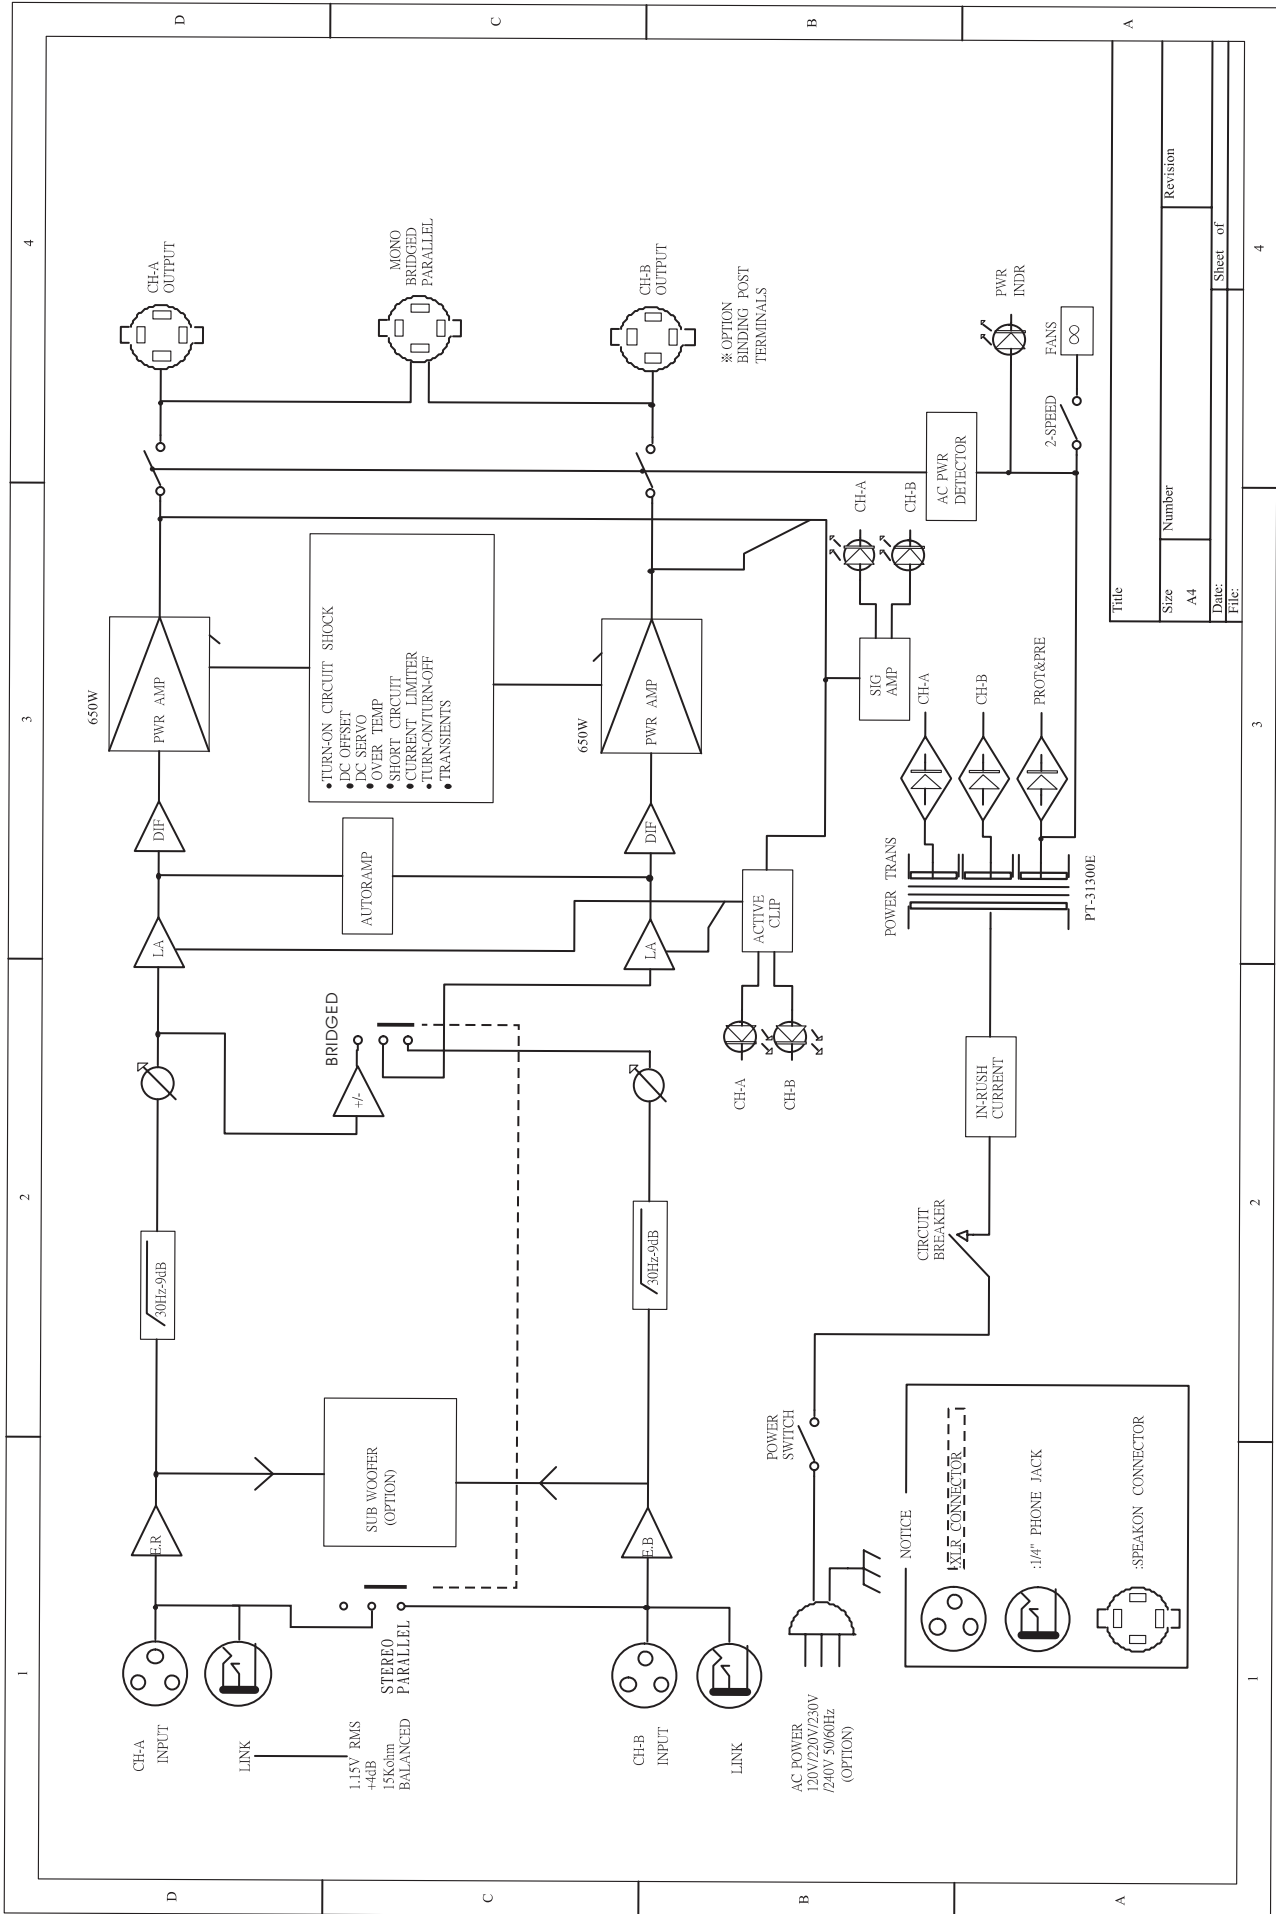 1
2
3
4
D
C
B
A
CH-A
INPUT
LINK
1.15V RMS
+4dB
15Kohm
BALANCED
STEREO
PARALLEL
E.R
SUB WOOFER
(OPTION)
30Hz-9dB
BRIDGED
+/-
LA
AUTORAMP
DIF
650W
PWR AMP
• TURN-ON CIRCUIT SHOCK
• DC OFFSET
• DC SERVO
• OVER TEMP
• SHORT CIRCUIT
• CURRENT LIMITER
• TURN-ON/TURN-OFF
• TRANSIENTS
CH-A
OUTPUT
MONO
BRIDGED
PARALLEL
CH-B
INPUT
LINK
E.B
30Hz-9dB
LA
DIF
650W
PWR AMP
CH-B
OUTPUT
※ OPTION
BINDING POST
TERMINALS
CH-A
CH-B
ACTIVE
CLIP
SIG
AMP
CH-A
CH-B
AC PWR
DETECTOR
PWR
INDR
2-SPEED
FANS
AC POWER
120V/220V/230V
/240V 50/60Hz
(OPTION)
POWER
SWITCH
CIRCUIT
BREAKER
IN-RUSH
CURRENT
POWER TRANS
PT-31300E
CH-A
CH-B
PROT&PRE
NOTICE
:XLR CONNECTOR
:1/4" PHONE JACK
:SPEAKON CONNECTOR
Title
Size
Number
Revision
A4
Date:
Sheet of
File:
1
2
3
4
D
C
B
A